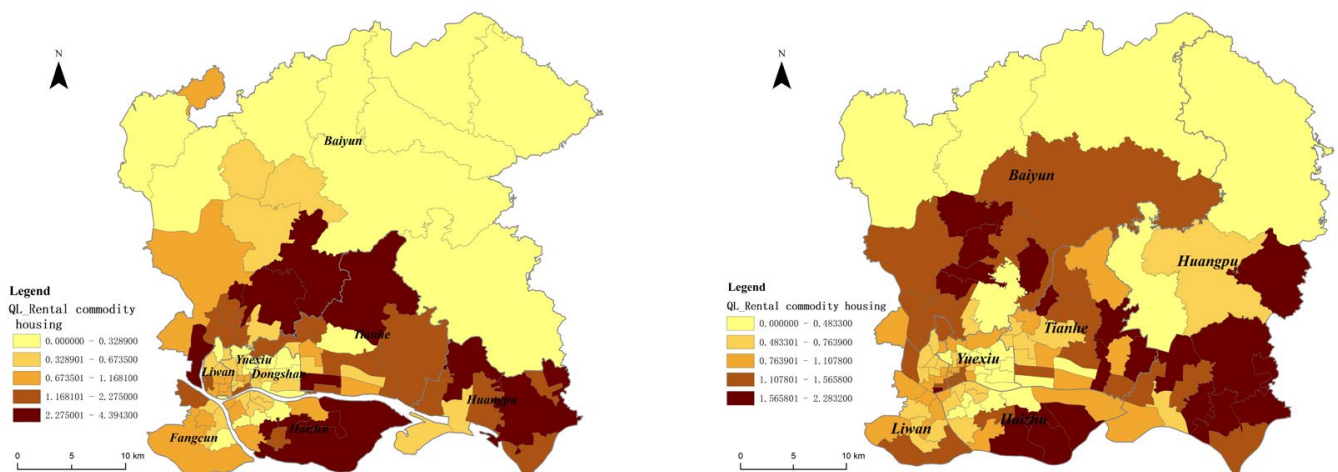 N
Baiyun
Legend
QL_Rental commodity
housing
0.000000 - 0.328900
0.328901 - 0.673500
0.673501 - 1.168100
1.168101 - 2.275000
2.275001 - 4.394300
Tianhe
Yuexiu
Liwan
Dongshan
Huangpu
Fangcun
Haizhu
0 5 10 km
N
Baiyun
Huangpu
Legend
QL_Rental commodity housing
0.000000 - 0.483300
0.483301 - 0.763900
0.763901 - 1.107800
1.107801 - 1.565800
1.565801 - 2.283200
Tianhe
Yuexiu
Haizhu
Liwan
0 5 10 km